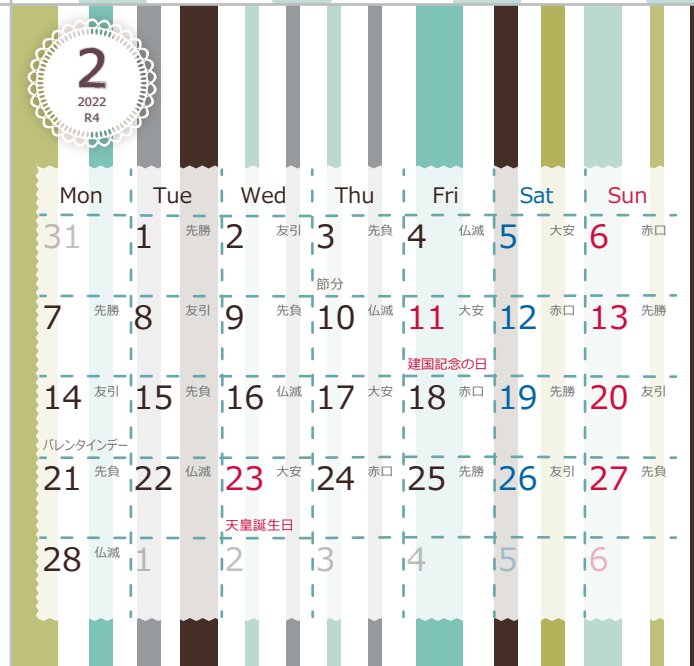 2
2022
R4
Mon Tue Wed Thu Fri Sat Sun
31 1 先勝 2 友引 3 先負 4 仏滅 5 大安 6 赤口
節分
7 先勝 8 友引 9 先負 10 仏滅 11 大安 12 赤口 13 先勝
建国記念の日
14 友引 15 先負 16 仏滅 17 大安 18 赤口 19 先勝 20 友引
バレンタインデー
21 先負 22 仏滅 23 大安 24 赤口 25 先勝 26 友引 27 先負
天皇誕生日
28 仏滅 1 2 3 4 5 6